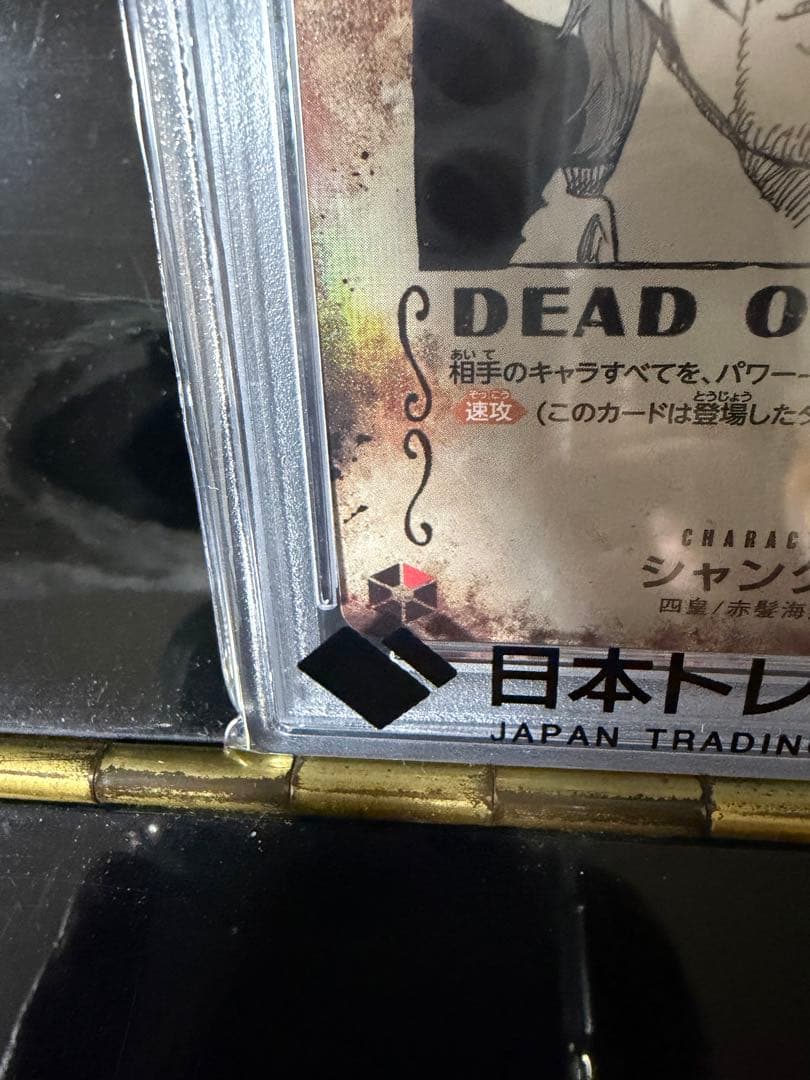 DEAD O
あいて
相手のキャラすべてを、パワー-
そっこう
とうじょう
速攻 (このカードは登場した
CHARAC
シャンク
四皇/赤髪海
日本トレ
JAPAN TRADING